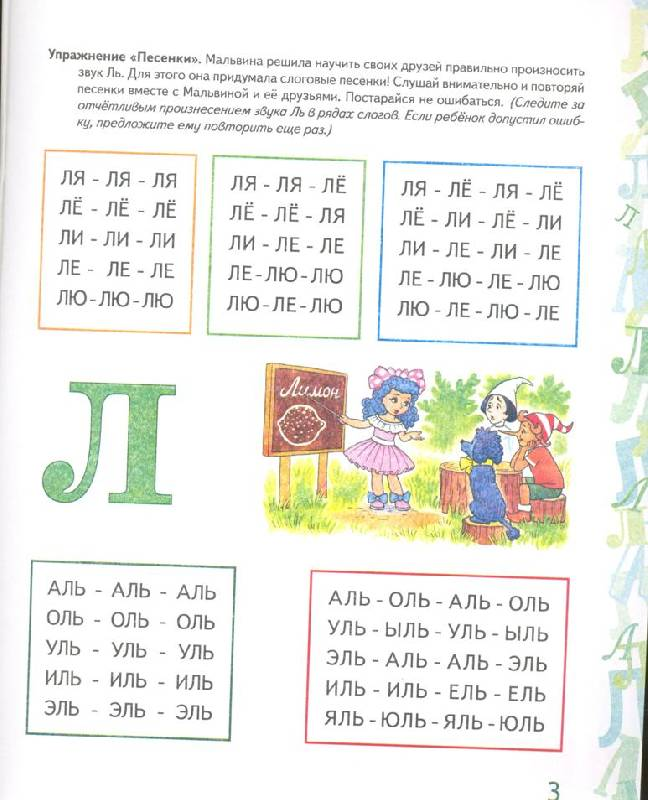 Упражнение «Песенки». Мальвина решила научить своих друзей правильно произносить
звук Ль. Для этого она придумала слоговые песенки! Слушай внимательно и повторяй
песенки вместе с Мальвиной и её друзьями. Постарайся не ошибаться. (Следите за
отчётливым произнесением звука Ль в рядах слогов. Если ребёнок допустил ошиб-
ку, предложите ему повторить еще раз.)
ЛЯ - ЛЯ - ЛЯ
ЛЁ - ЛЁ - ЛЁ
ЛИ - ЛИ - ЛИ
ЛЕ - ЛЕ - ЛЕ
ЛЮ - ЛЮ - ЛЮ
ЛЯ - ЛЯ - ЛЁ
ЛЁ - ЛЁ - ЛЯ
ЛИ - ЛЕ - ЛЕ
ЛЕ - ЛЮ - ЛЮ
ЛЮ - ЛЕ - ЛЮ
ЛЯ - ЛЁ - ЛЯ - ЛЁ
ЛЁ - ЛИ - ЛЁ - ЛИ
ЛИ - ЛЕ - ЛИ - ЛЕ
ЛЕ - ЛЮ - ЛЕ - ЛЮ
ЛЮ - ЛЕ - ЛЮ - ЛЕ
Л
Лимон
АЛЬ - АЛЬ - АЛЬ
ОЛЬ - ОЛЬ - ОЛЬ
УЛЬ - УЛЬ - УЛЬ
ИЛЬ - ИЛЬ - ИЛЬ
ЭЛЬ - ЭЛЬ - ЭЛЬ
АЛЬ - ОЛЬ - АЛЬ - ОЛЬ
УЛЬ - ЫЛЬ - УЛЬ - ЫЛЬ
ЭЛЬ - АЛЬ - АЛЬ - ЭЛЬ
ИЛЬ - ИЛЬ - ЕЛЬ - ЕЛЬ
ЯЛЬ - ЮЛЬ - ЯЛЬ - ЮЛЬ
3